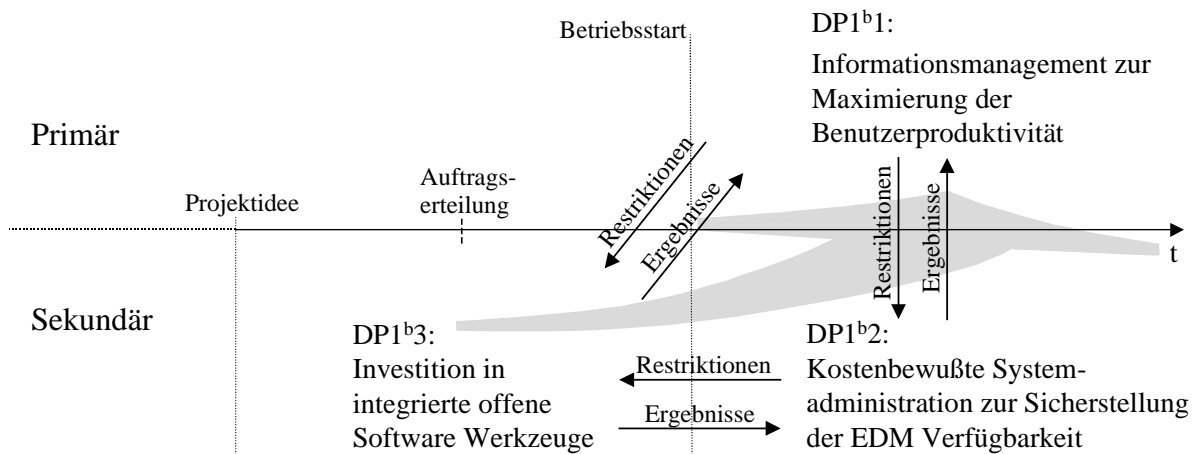 DP1ᵇ1:
Betriebsstart
Informationsmanagement zur
Maximierung der
Benutzerproduktivität
Primär
Auftrags-
erteilung
Projektidee
Restriktionen
Ergebnisse
Restriktionen
Ergebnisse
t
Sekundär
DP1ᵇ3:
Investition in
integrierte offene
Software Werkzeuge
Restriktionen
Ergebnisse
DP1ᵇ2:
Kostenbewußte System-
administration zur Sicherstellung
der EDM Verfügbarkeit